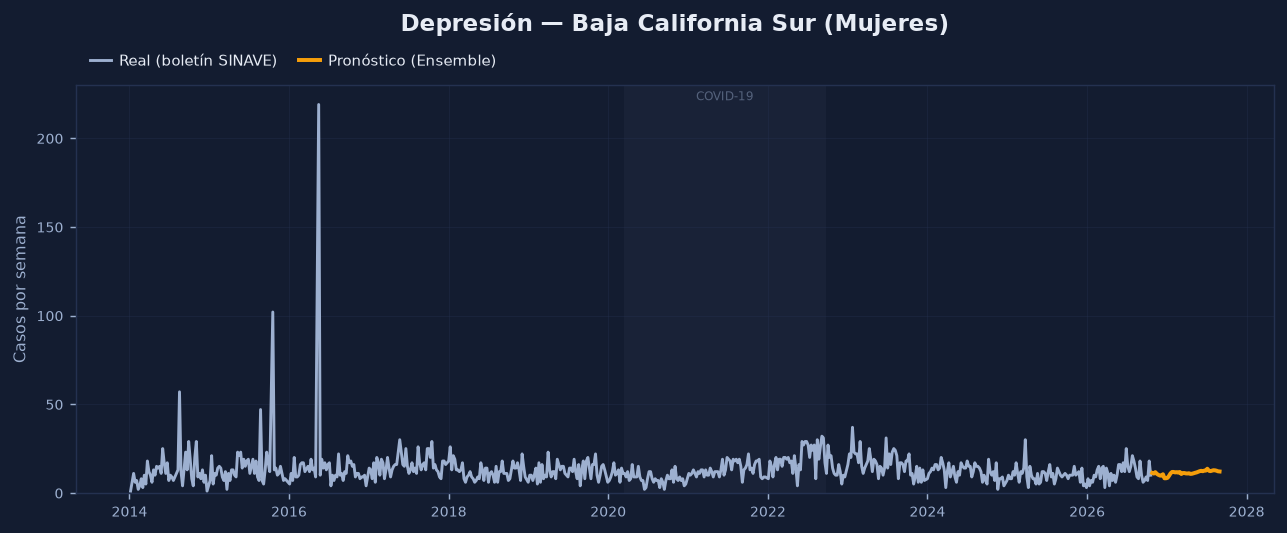 Depresión — Baja California Sur (Mujeres)
Real (boletín SINAVE)
Pronóstico (Ensemble)
COVID-19
Casos por semana
200
150
100
50
0
2014
2016
2018
2020
2022
2024
2026
2028